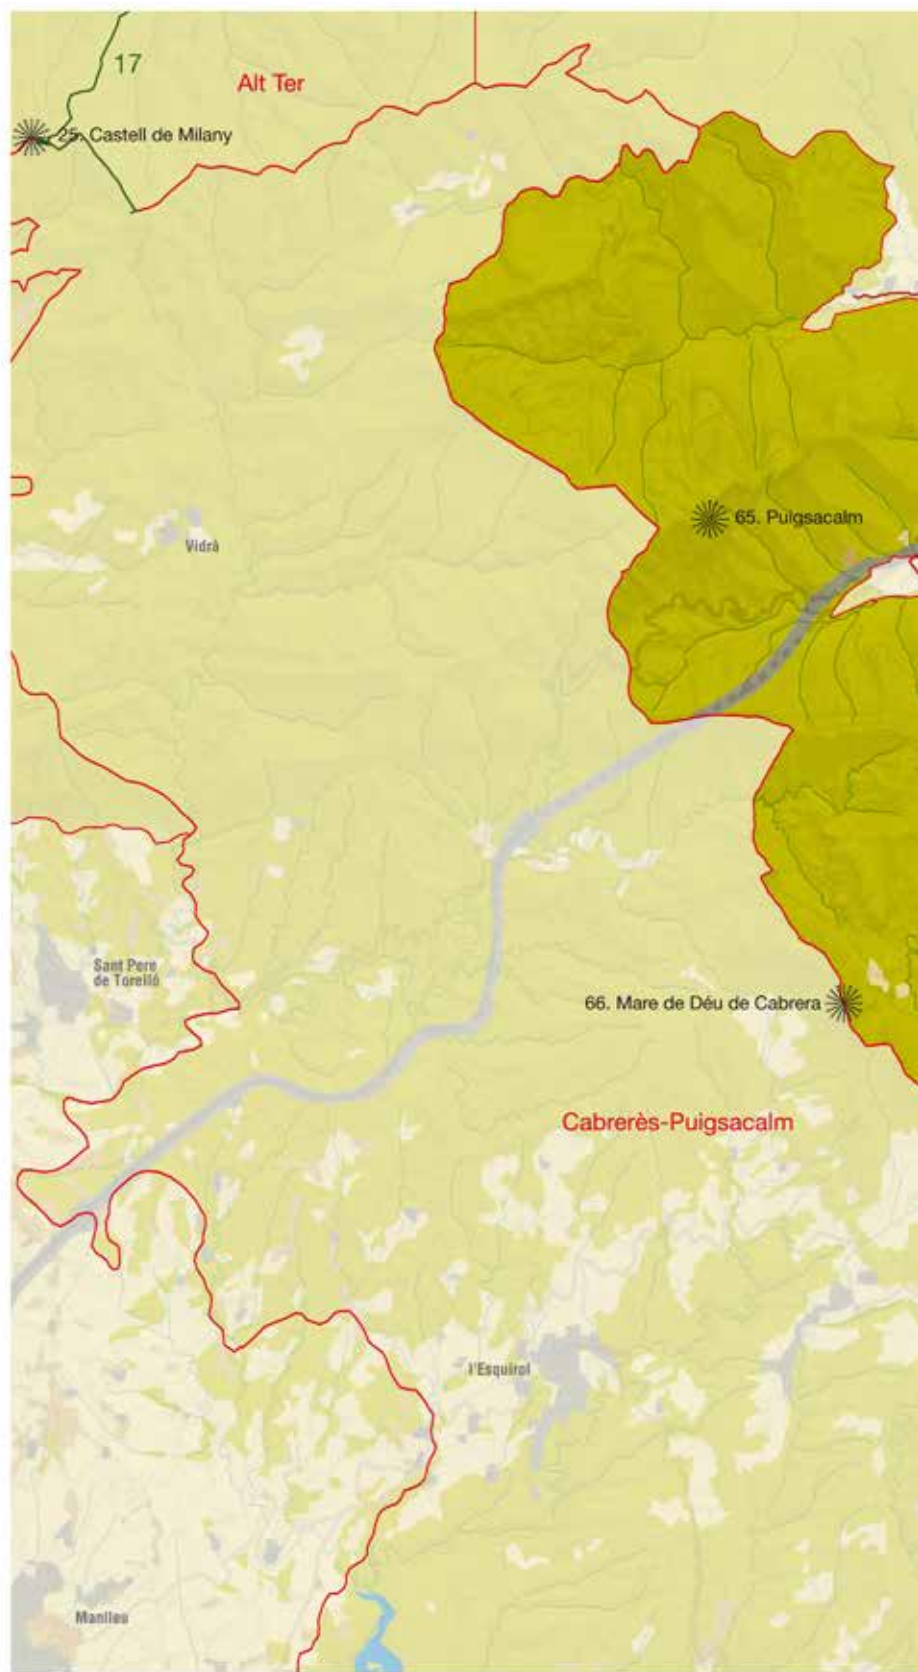 17
Alt Ter
25. Castell de Milany
65. Puigsacalm
Vidrà
Sant Pere
de Torelló
66. Mare de Déu de Cabrera
Cabrerès-Puigsacalm
l'Esquirol
Manlleu